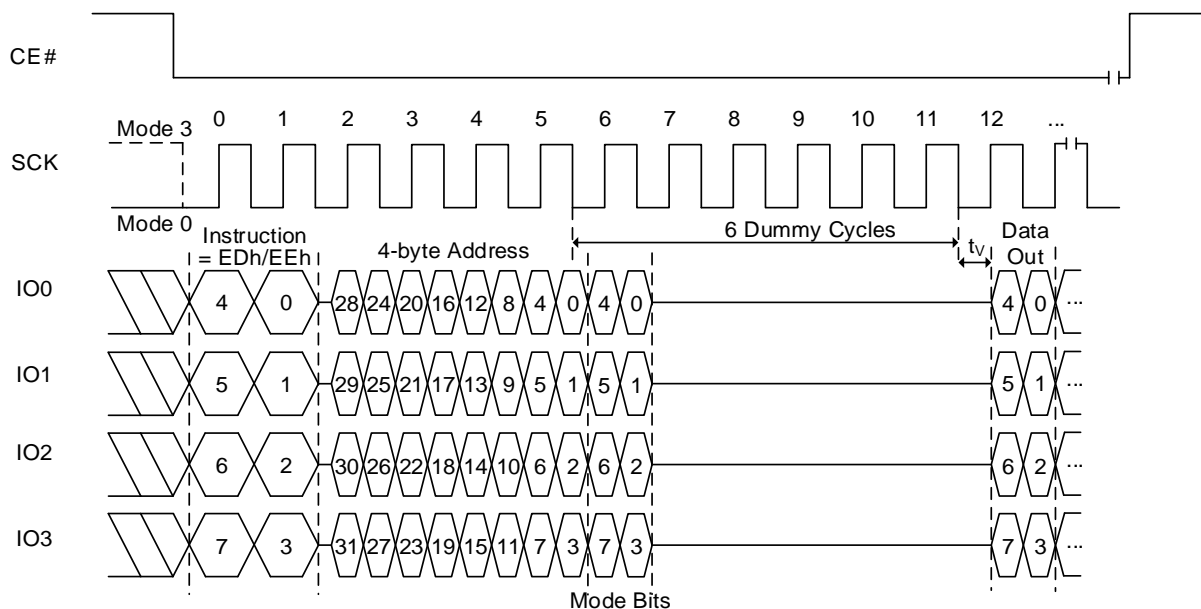 CE#
0 1 2 3 4 5 6 7 8 9 10 11 12 ...
Mode 3
SCK
Mode 0
Instruction = EDh/EEh
4-byte Address
6 Dummy Cycles
tV
Data Out
IO0 4 0 28 24 20 16 12 8 4 0 4 0 4 0 ...
IO1 5 1 29 25 21 17 13 9 5 1 5 1 5 1 ...
IO2 6 2 30 26 22 18 14 10 6 2 6 2 6 2 ...
IO3 7 3 31 27 23 19 15 11 7 3 7 3 7 3 ...
Mode Bits